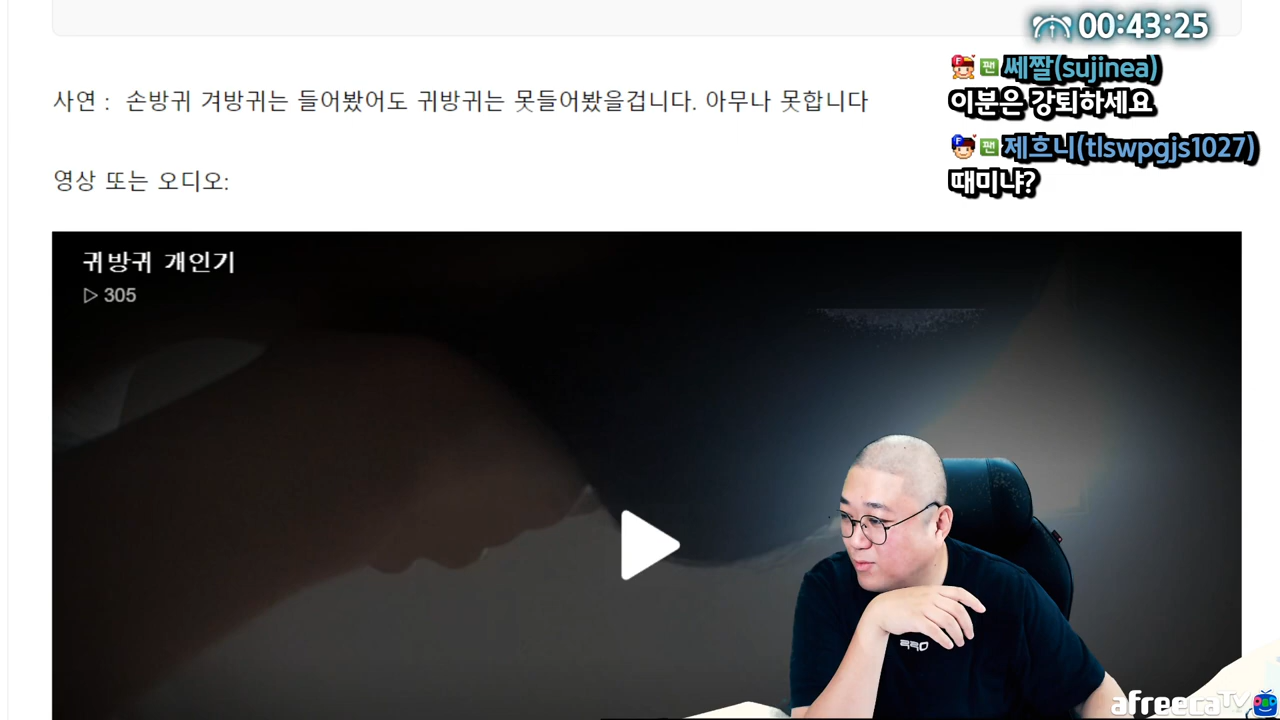 00:43:25
쎄짤(sujinea)
이분은 강퇴하세요
제흐니(tlswpgjs1027)
때미냐?
사연 : 손방귀 겨방귀는 들어봤어도 귀방귀는 못들어봤을겁니다. 아무나 못합니다
영상 또는 오디오:
귀방귀 개인기
305
afreecaTV